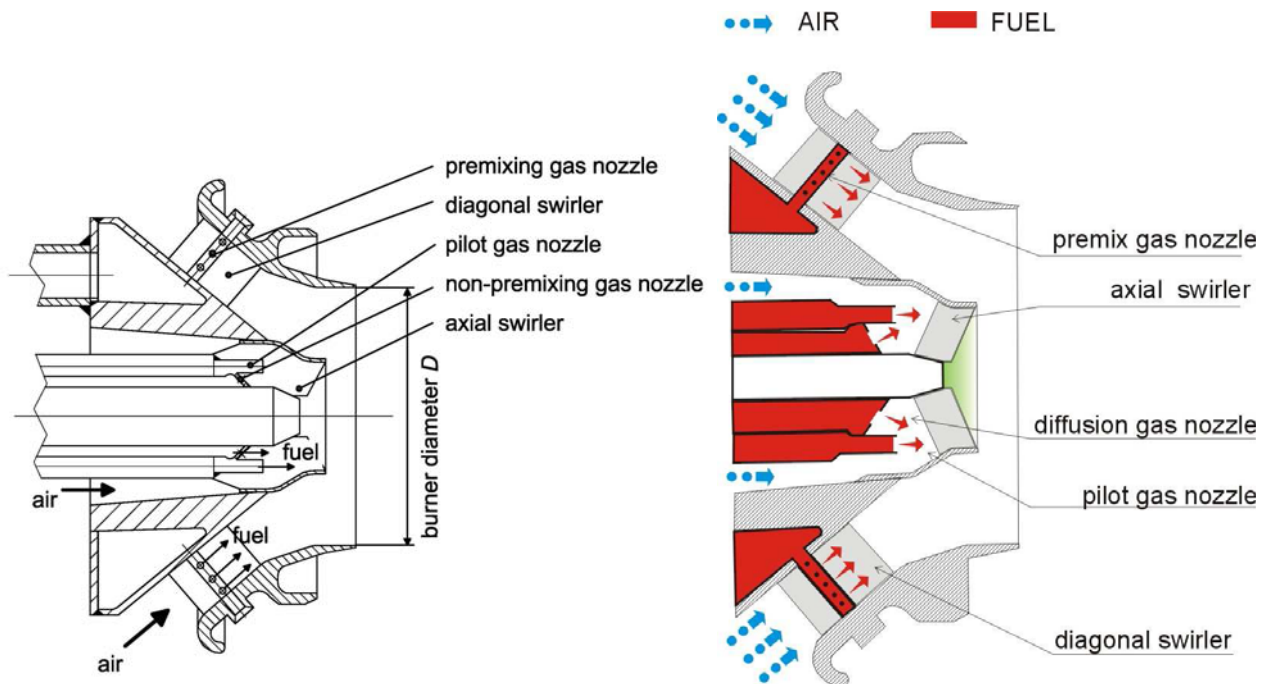 premixing gas nozzle
diagonal swirler
pilot gas nozzle
non-premixing gas nozzle
axial swirler
burner diameter D
fuel
air
fuel
air
AIR
FUEL
premix gas nozzle
axial swirler
diffusion gas nozzle
pilot gas nozzle
diagonal swirler